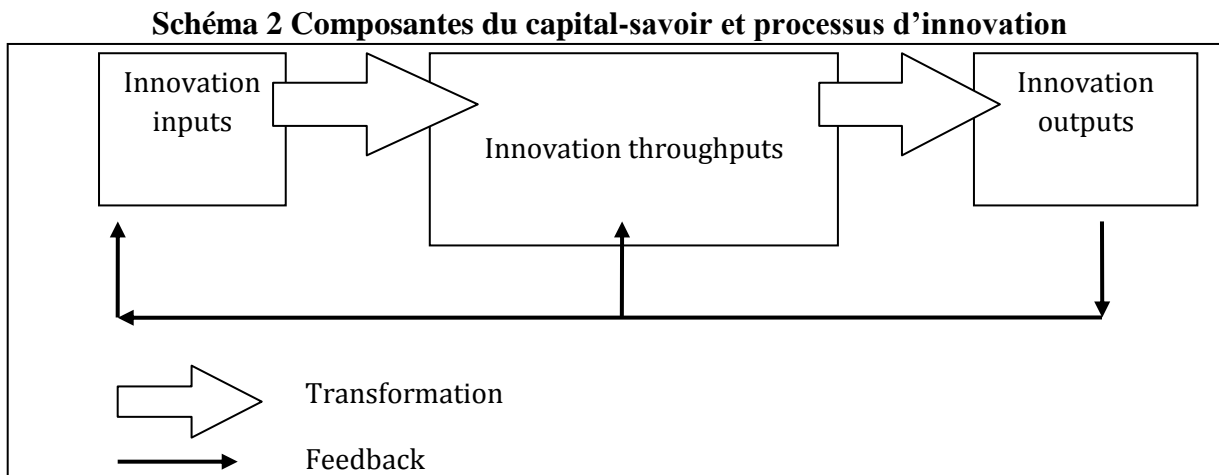 Schéma 2 Composantes du capital-savoir et processus d’innovation
Innovation
inputs
Innovation throughputs
Innovation
outputs
Transformation
Feedback